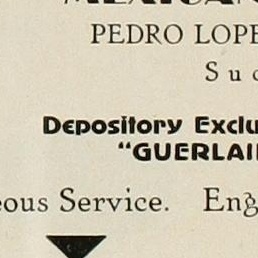 PEDRO LOPE
Su
Depository Exclu
"GUERLAI
eous Service. Eng